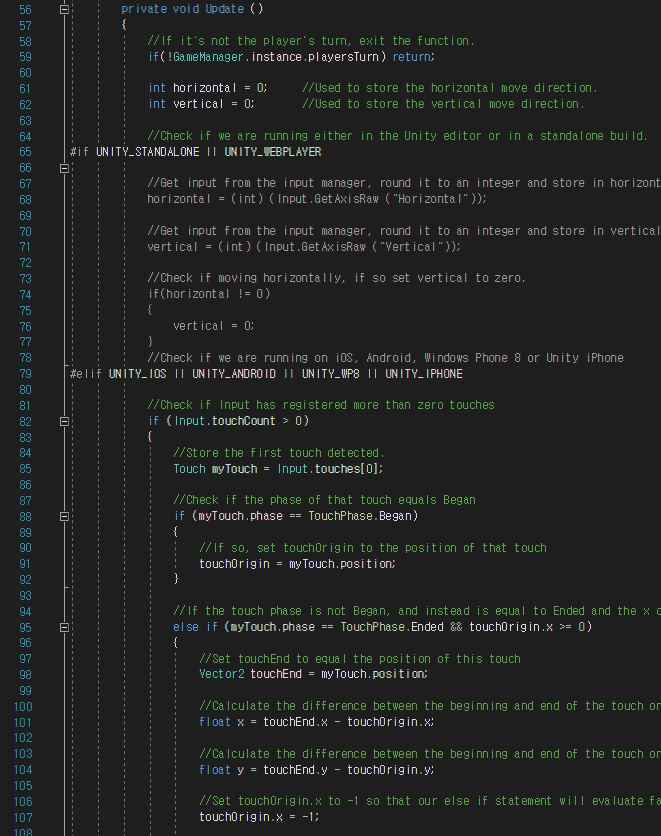 56 private void Update ()
57 {
58 //If it's not the player's turn, exit the function.
59 if(!GameManager.instance.playersTurn) return;
60
61 int horizontal = 0; //Used to store the horizontal move direction.
62 int vertical = 0; //Used to store the vertical move direction.
63
64 //Check if we are running either in the Unity editor or in a standalone build.
65 #if UNITY_STANDALONE || UNITY_WEBPLAYER
66
67 //Get input from the input manager, round it to an integer and store in horizont
68 horizontal = (int) (Input.GetAxisRaw ("Horizontal"));
69
70 //Get input from the input manager, round it to an integer and store in vertical
71 vertical = (int) (Input.GetAxisRaw ("Vertical"));
72
73 //Check if moving horizontally, if so set vertical to zero.
74 if(horizontal != 0)
75 {
76 vertical = 0;
77 }
78 //Check if we are running on iOS, Android, Windows Phone 8 or Unity iPhone
79 #elif UNITY_IOS || UNITY_ANDROID || UNITY_WP8 || UNITY_IPHONE
80
81 //Check if Input has registered more than zero touches
82 if (Input.touchCount > 0)
83 {
84 //Store the first touch detected.
85 Touch myTouch = Input.touches[0];
86
87 //Check if the phase of that touch equals Began
88 if (myTouch.phase == TouchPhase.Began)
89 {
90 //If so, set touchOrigin to the position of that touch
91 touchOrigin = myTouch.position;
92 }
93
94 //If the touch phase is not Began, and instead is equal to Ended and the x
95 else if (myTouch.phase == TouchPhase.Ended && touchOrigin.x >= 0)
96 {
97 //Set touchEnd to equal the position of this touch
98 Vector2 touchEnd = myTouch.position;
99
100 //Calculate the difference between the beginning and end of the touch on
101 float x = touchEnd.x - touchOrigin.x;
102
103 //Calculate the difference between the beginning and end of the touch on
104 float y = touchEnd.y - touchOrigin.y;
105
106 //Set touchOrigin.x to -1 so that our else if statement will evaluate fa
107 touchOrigin.x = -1;
108